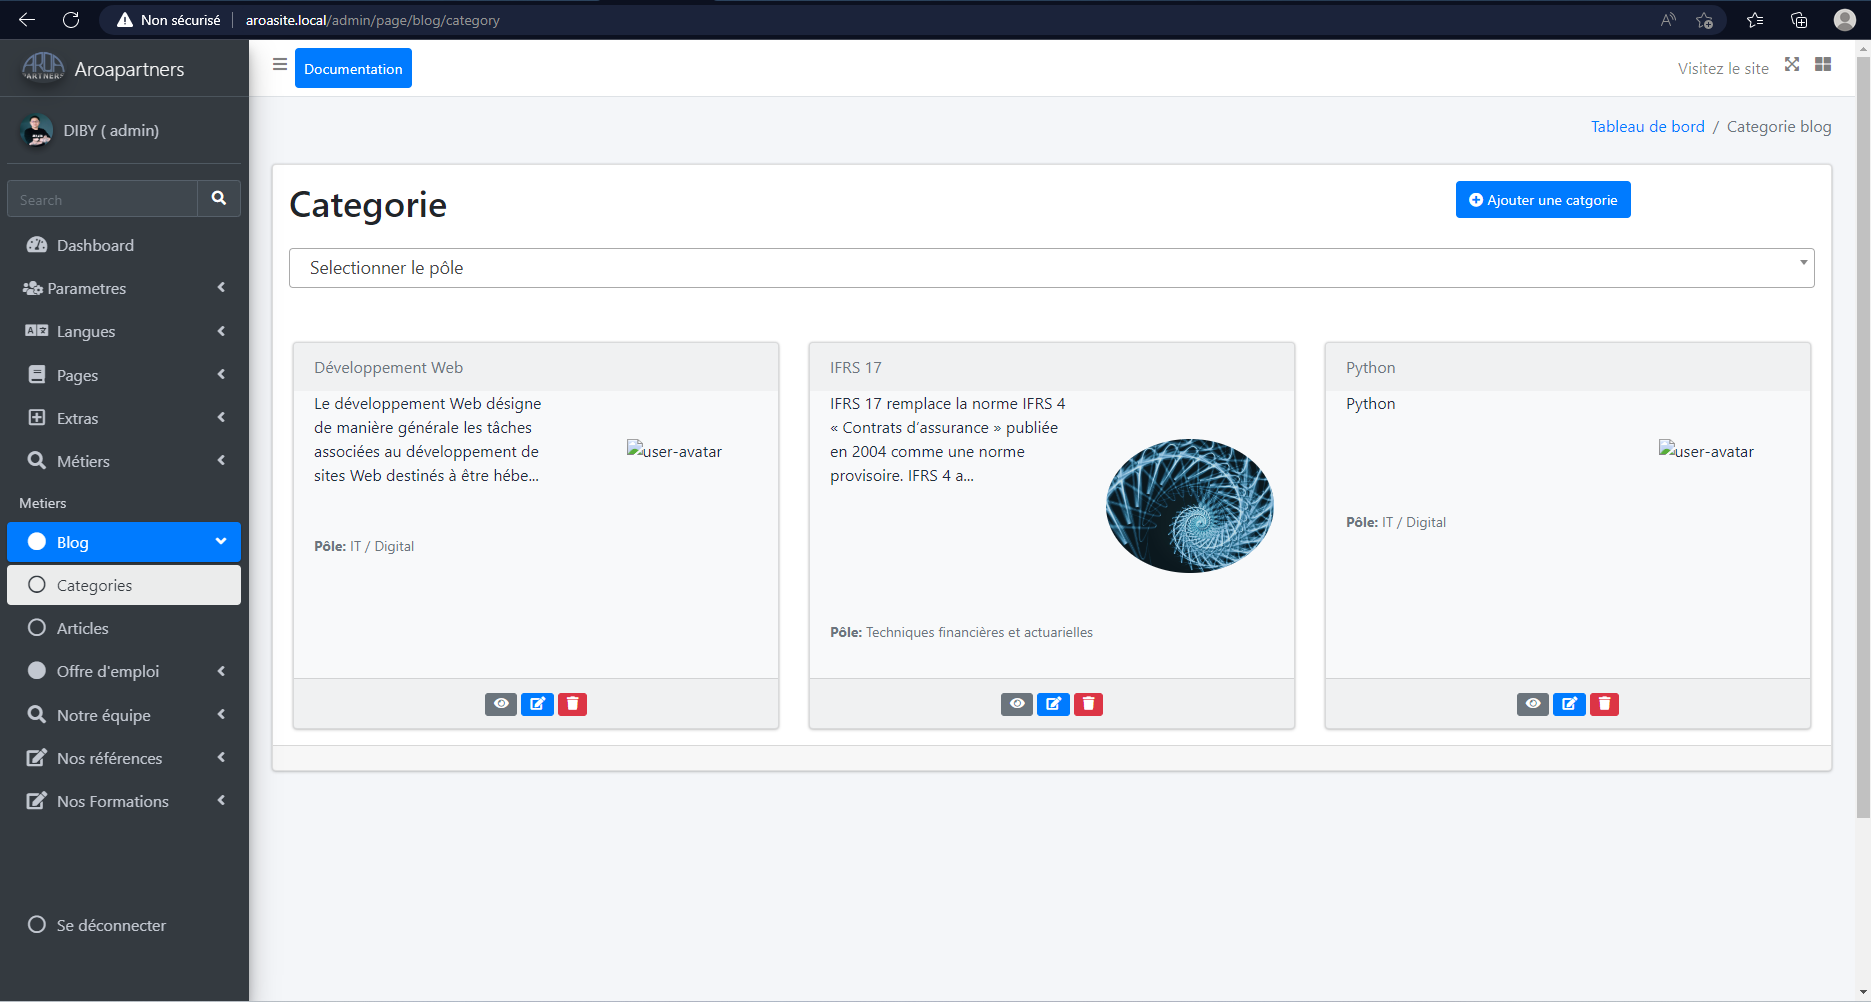 Non sécurisé
aroasite.local/admin/page/blog/category
AROA
PARTNERS
Aroapartners
DIBY ( admin)
Search
Dashboard
Parametres
Langues
Pages
Extras
Métiers
Metiers
Blog
Categories
Articles
Offre d'emploi
Notre équipe
Nos références
Nos Formations
Se déconnecter
Documentation
Visitez le site
Tableau de bord / Categorie blog
Categorie
Ajouter une catgorie
Selectionner le pôle
Développement Web
Le développement Web désigne
de manière générale les tâches
associées au développement de
sites Web destinés à être hébe...
user-avatar
Pôle: IT / Digital
IFRS 17
IFRS 17 remplace la norme IFRS 4
« Contrats d’assurance » publiée
en 2004 comme une norme
provisoire. IFRS 4 a...
Pôle: Techniques financières et actuarielles
Python
Python
user-avatar
Pôle: IT / Digital